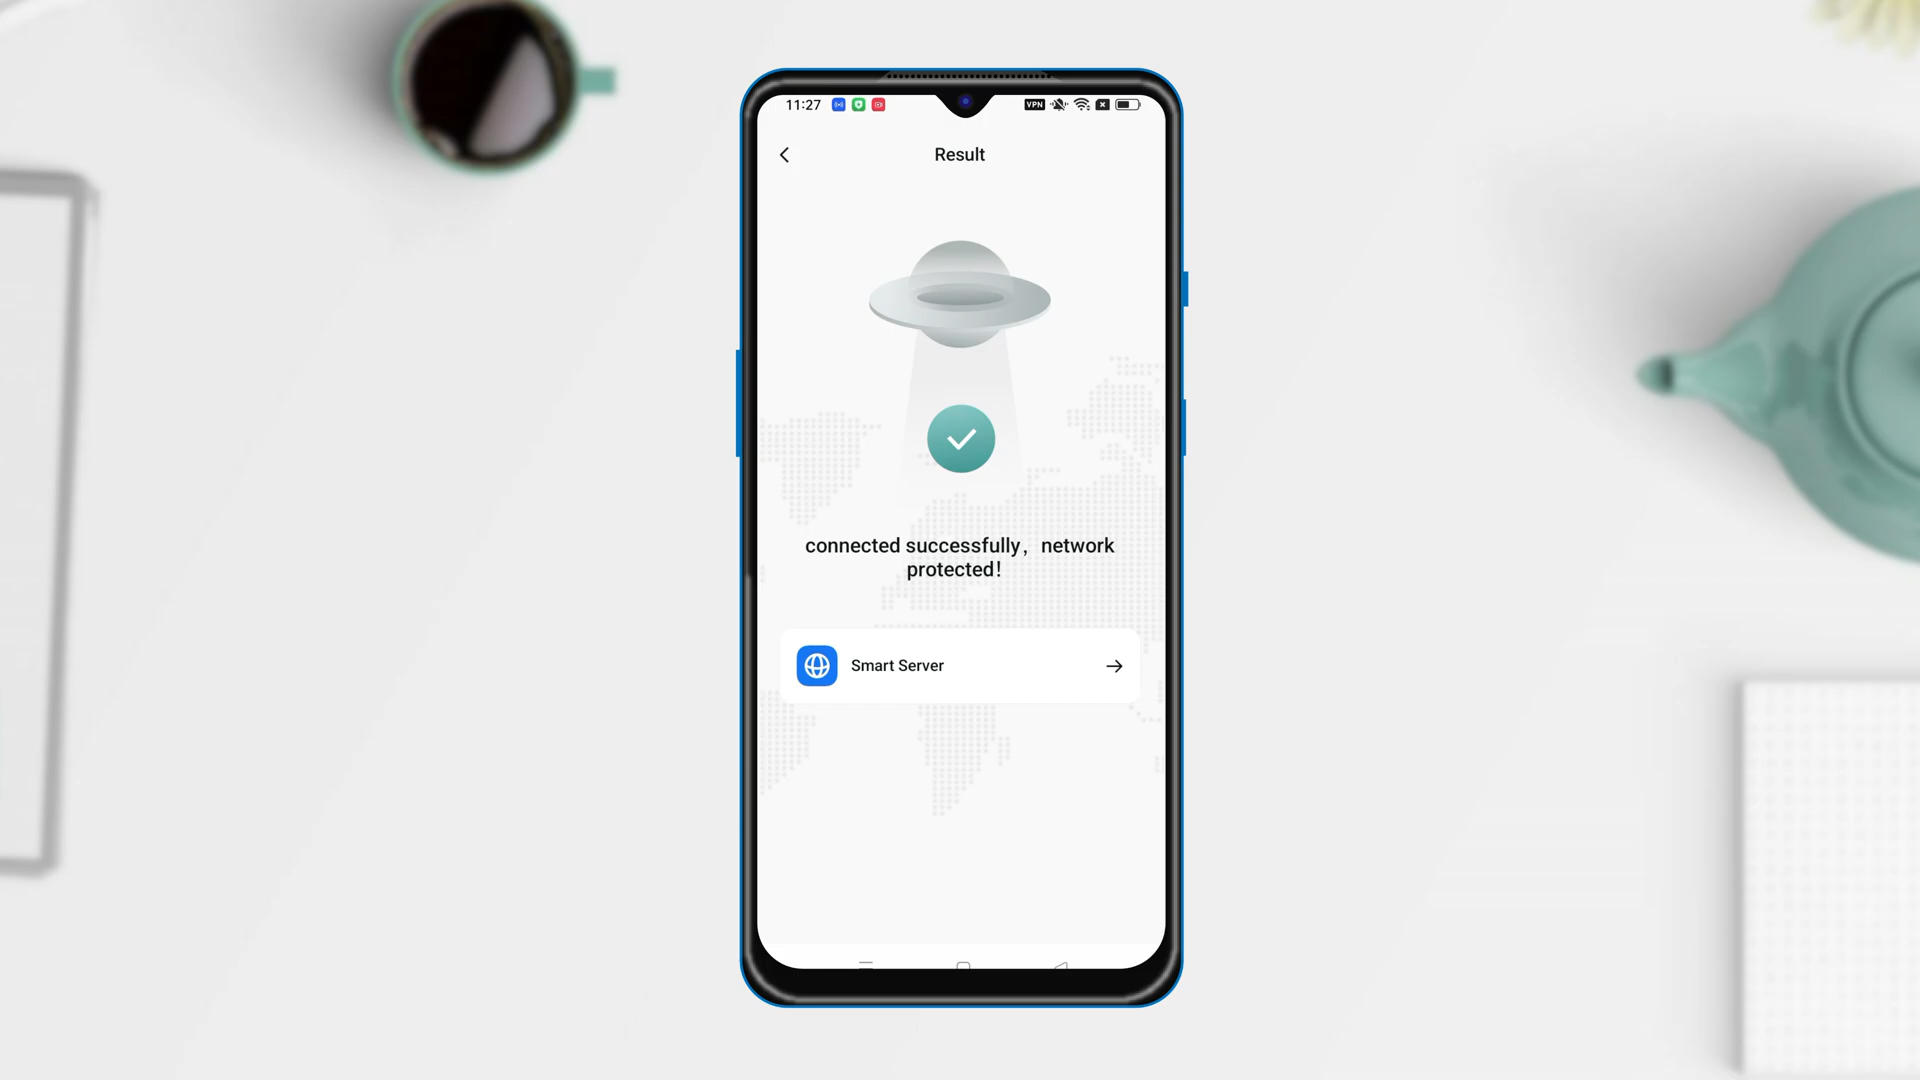 11:27 VPN
Result
connected successfully，network
protected！
Smart Server